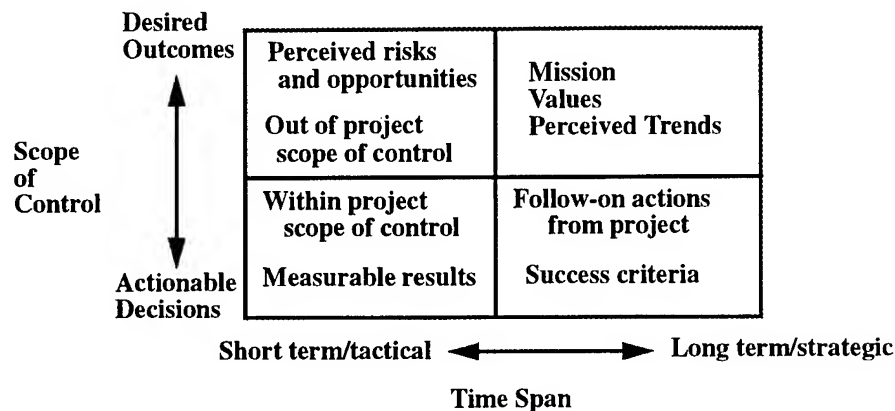 Desired
Outcomes
Scope
of
Control
Actionable
Decisions
Perceived risks
and opportunities
Out of project
scope of control
Mission
Values
Perceived Trends
Within project
scope of control
Measurable results
Follow-on actions
from project
Success criteria
Short term/tactical
Long term/strategic
Time Span